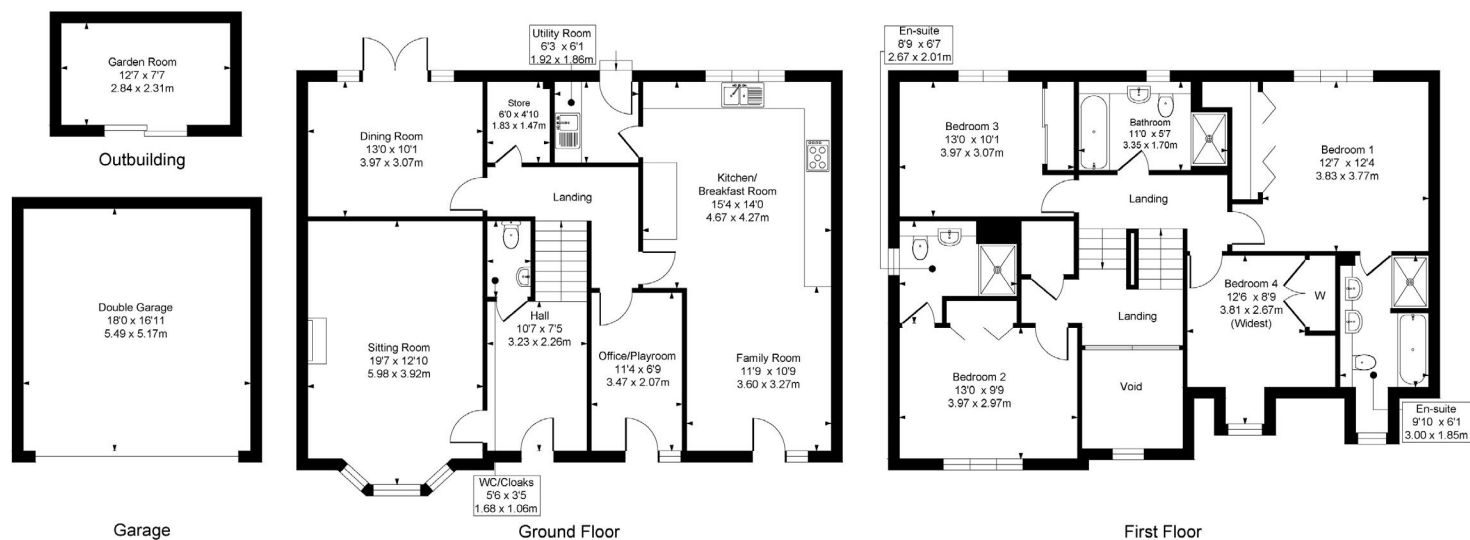 Garden Room
12'7 x 7'7
2.84 x 2.31m
Outbuilding
Double Garage
18'0 x 16'11
5.49 x 5.17m
Garage
Utility Room
6'3 x 6'1
1.92 x 1.86m
Dining Room
13'0 x 10'1
3.97 x 3.07m
Store
6'0 x 4'10
1.83 x 1.47m
Kitchen/
Breakfast Room
15'4 x 14'0
4.67 x 4.27m
Landing
Hall
10'7 x 7'5
3.23 x 2.26m
Sitting Room
19'7 x 12'10
5.98 x 3.92m
Office/Playroom
11'4 x 6'9
3.47 x 2.07m
Family Room
11'9 x 10'9
3.60 x 3.27m
WC/Cloaks
5'6 x 3'5
1.68 x 1.06m
Ground Floor
En-suite
8'9 x 6'7
2.67 x 2.01m
Bedroom 3
13'0 x 10'1
3.97 x 3.07m
Bathroom
11'0 x 5'7
3.35 x 1.70m
Bedroom 1
12'7 x 12'4
3.83 x 3.77m
Landing
Bedroom 4
12'6 x 8'9
3.81 x 2.67m
(Widest)
W
Landing
Bedroom 2
13'0 x 9'9
3.97 x 2.97m
Void
En-suite
9'10 x 6'1
3.00 x 1.85m
First Floor